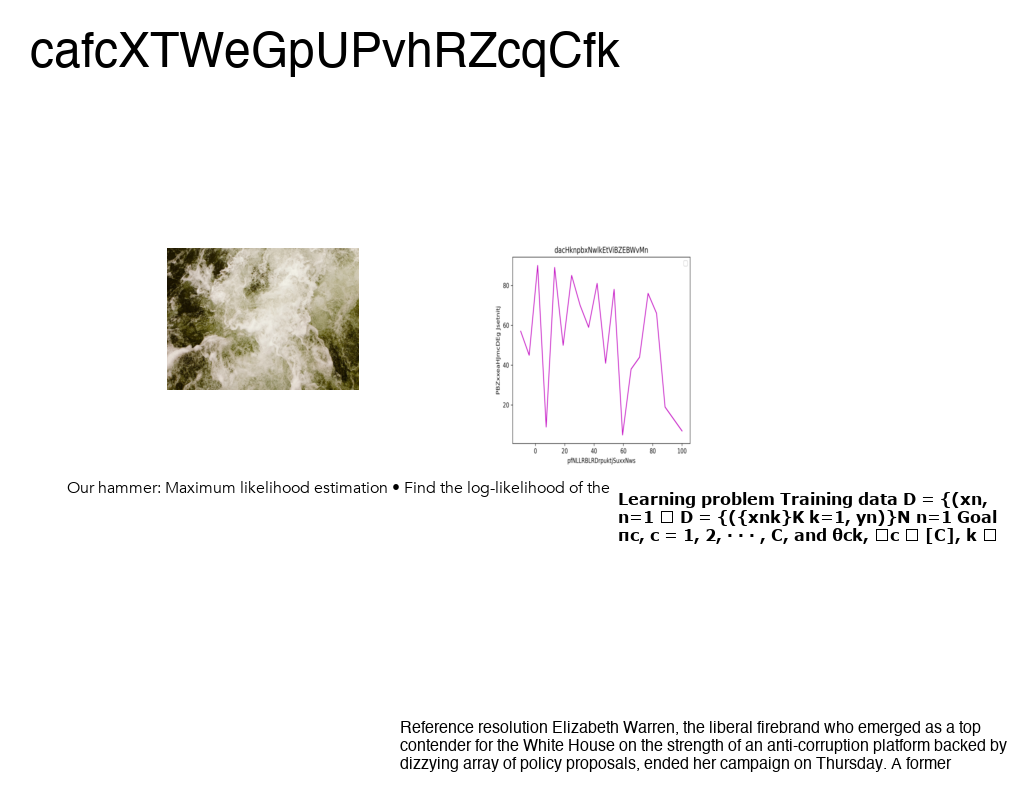 cafcXTWeGpUPvhRZcqCfk
dacHknpbxNwlkEtViBZEBWvMn
80
60
40
20
0 20 40 60 80 100
Our hammer: Maximum likelihood estimation • Find the log-likelihood of the
Learning problem Training data D = {(xn,
n=1 □ D = {({xnk}K k=1, yn)}N n=1 Goal
πc, c = 1, 2, · · · , C, and θck, □c □ [C], k □
Reference resolution Elizabeth Warren, the liberal firebrand who emerged as a top
contender for the White House on the strength of an anti-corruption platform backed by
dizzying array of policy proposals, ended her campaign on Thursday. A former